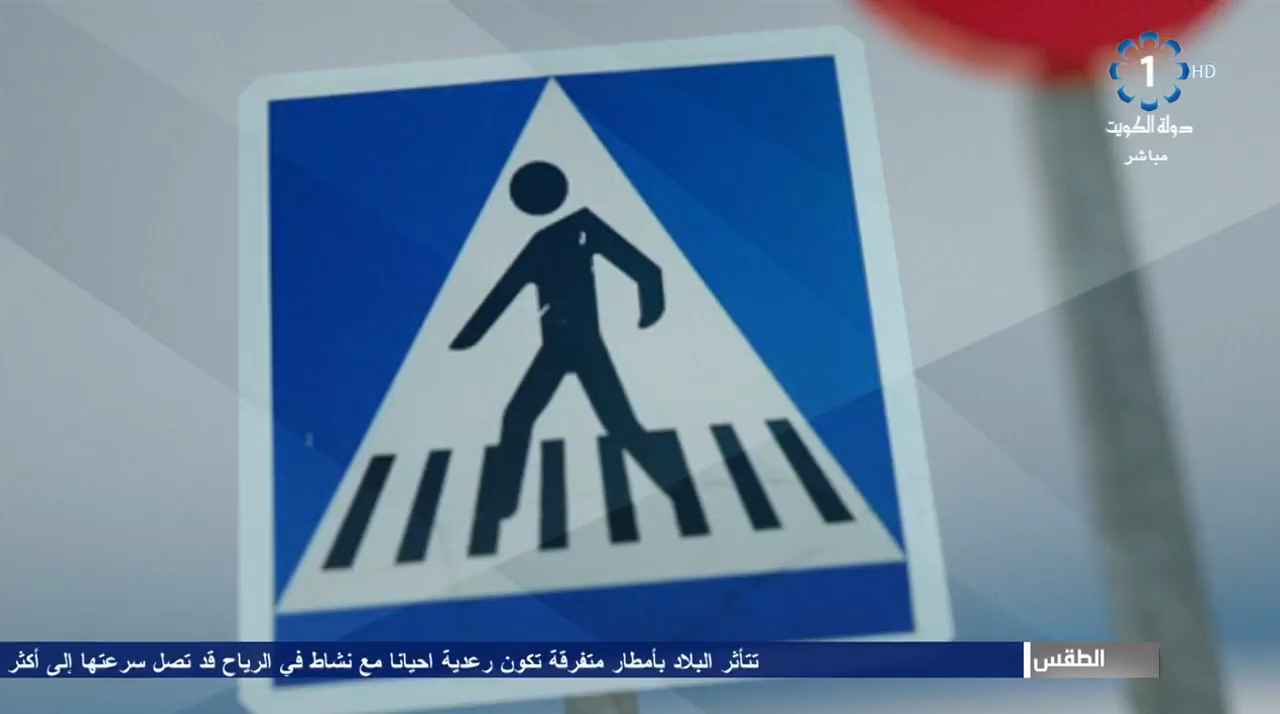 1 HD
دولة الكويت
مباشر
الطقس
تتأثر البلاد بأمطار متفرقة تكون رعدية احيانا مع نشاط في الرياح قد تصل سرعتها إلى أكثر